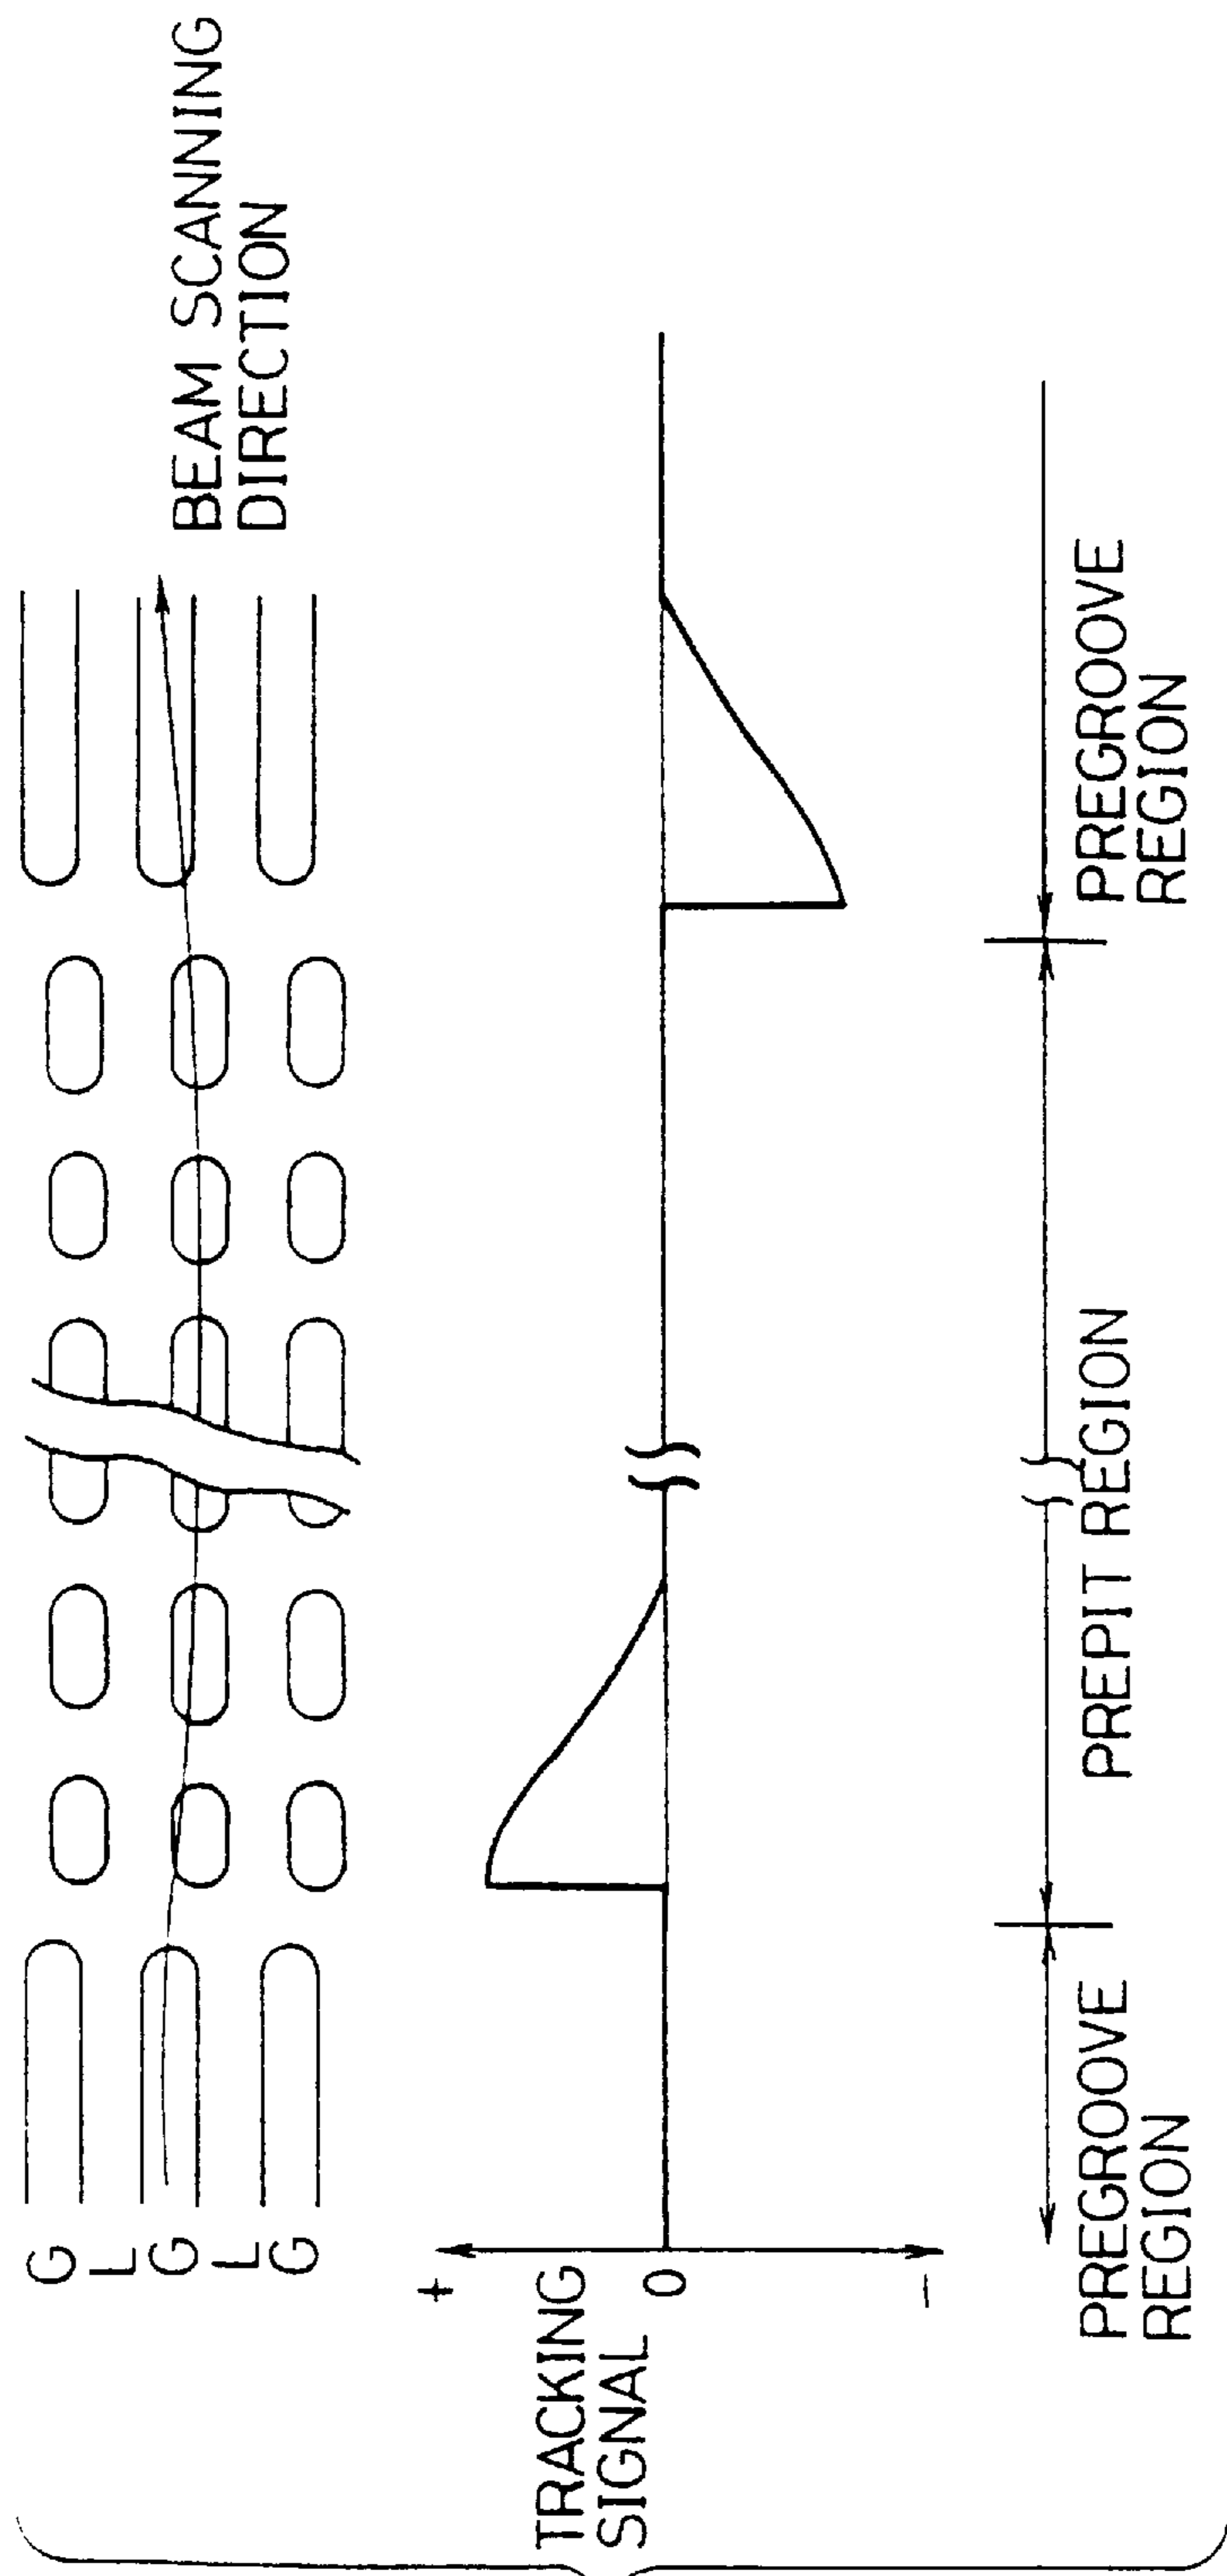 G
L
G
L
G
BEAM SCANNING
DIRECTION
TRACKING
SIGNAL
+
0
-
PREGROOVE
REGION
PREPIT REGION
PREGROOVE
REGION